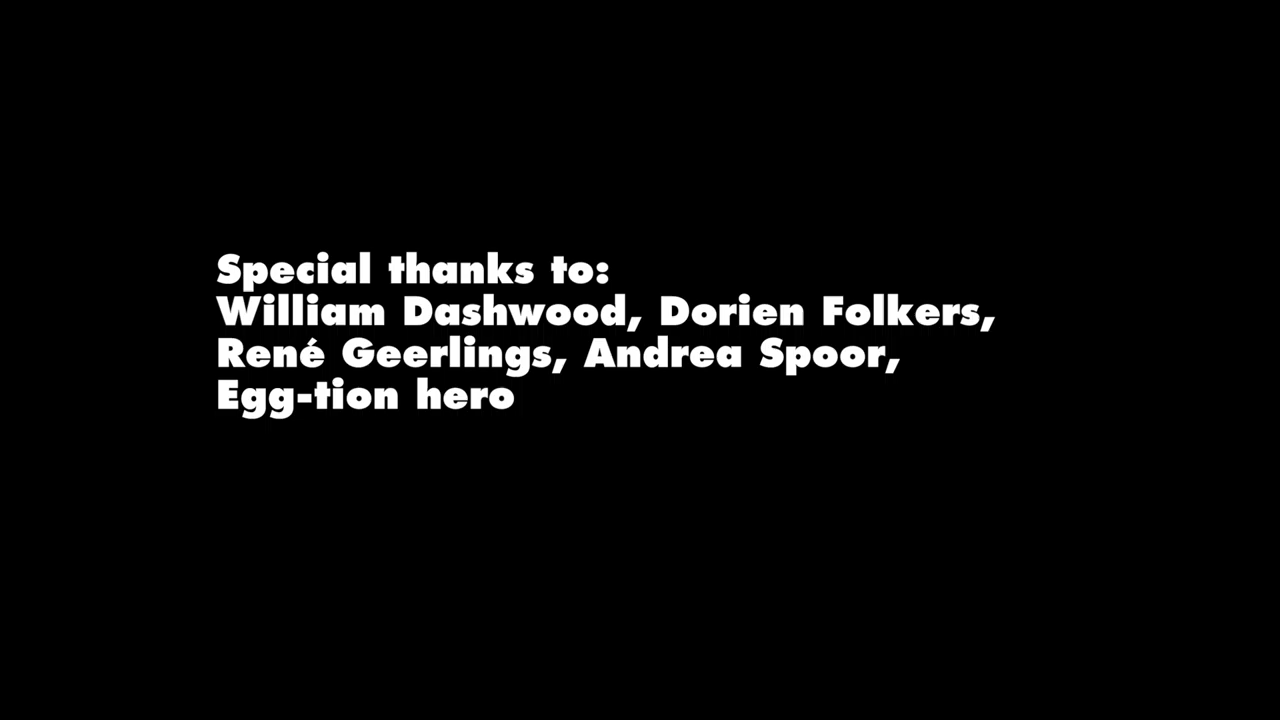 Special thanks to:
William Dashwood, Dorien Folkers,
René Geerlings, Andrea Spoor,
Egg-tion hero